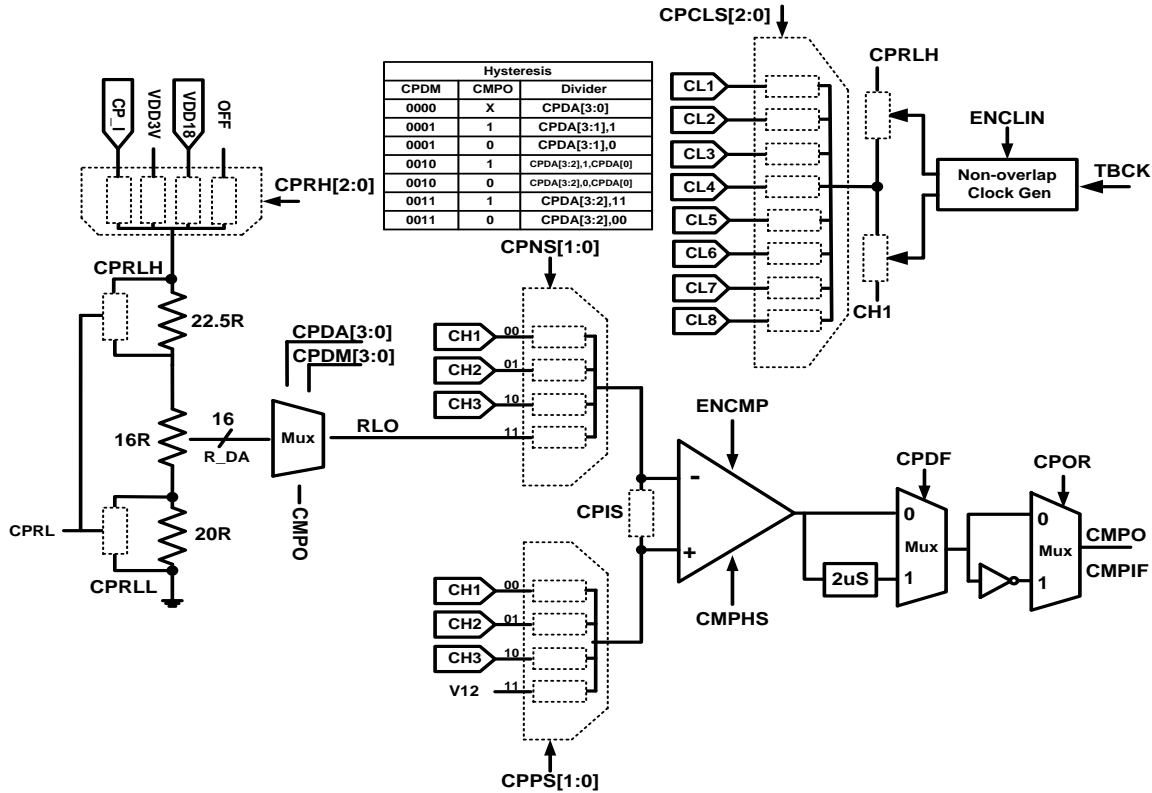 CPCLS[2:0]
CP_I
VDD3V
VDD18
OFF
CPRH[2:0]
Hysteresis
CPDM CMPO Divider
0000 X CPDA[3:0]
0001 1 CPDA[3:1],1
0001 0 CPDA[3:1],0
0010 1 CPDA[3:2],1,CPDA[0]
0010 0 CPDA[3:2],0,CPDA[0]
0011 1 CPDA[3:2],11
0011 0 CPDA[3:2],00
CL1
CL2
CL3
CL4
CL5
CL6
CL7
CL8
CPRLH
CH1
ENCLIN
Non-overlap
Clock Gen
TBCK
CPRLH
22.5R
16R
20R
CPRL
CPRLL
16
R_DA
CPDA[3:0]
CPDM[3:0]
Mux
CMPO
RLO
CPNS[1:0]
CH1 00
CH2 01
CH3 10
11
CPIS
CH1 00
CH2 01
CH3 10
V12 11
CPPS[1:0]
ENCMP
-
+
CMPHS
2uS
CPDF
0
Mux
1
CPOR
0
Mux
1
CMPO
CMPIF